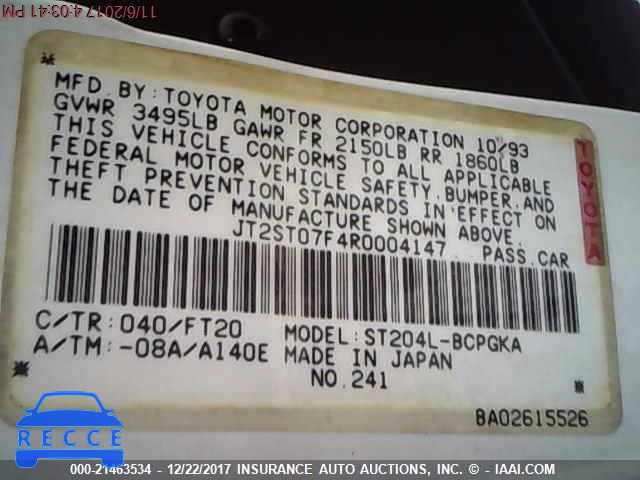 11/6/2017 4:03:41 PM
MFD. BY: TOYOTA MOTOR CORPORATION 10/93
GVWR 3495LB GAWR FR 2150LB RR 1860LB
THIS VEHICLE CONFORMS TO ALL APPLICABLE
FEDERAL MOTOR VEHICLE SAFETY, BUMPER, AND
THEFT PREVENTION STANDARDS IN EFFECT ON
THE DATE OF MANUFACTURE SHOWN ABOVE.
JT2ST07F4R0004147 PASS. CAR
TOYOTA
C/TR: 040/FT20 MODEL: ST204L-BCPGKA
A/TM: -08A/A140E MADE IN JAPAN
NO. 241
BA02615526
RECCE
000-21463534 - 12/22/2017 INSURANCE AUTO AUCTIONS, INC. © - IAAI.COM